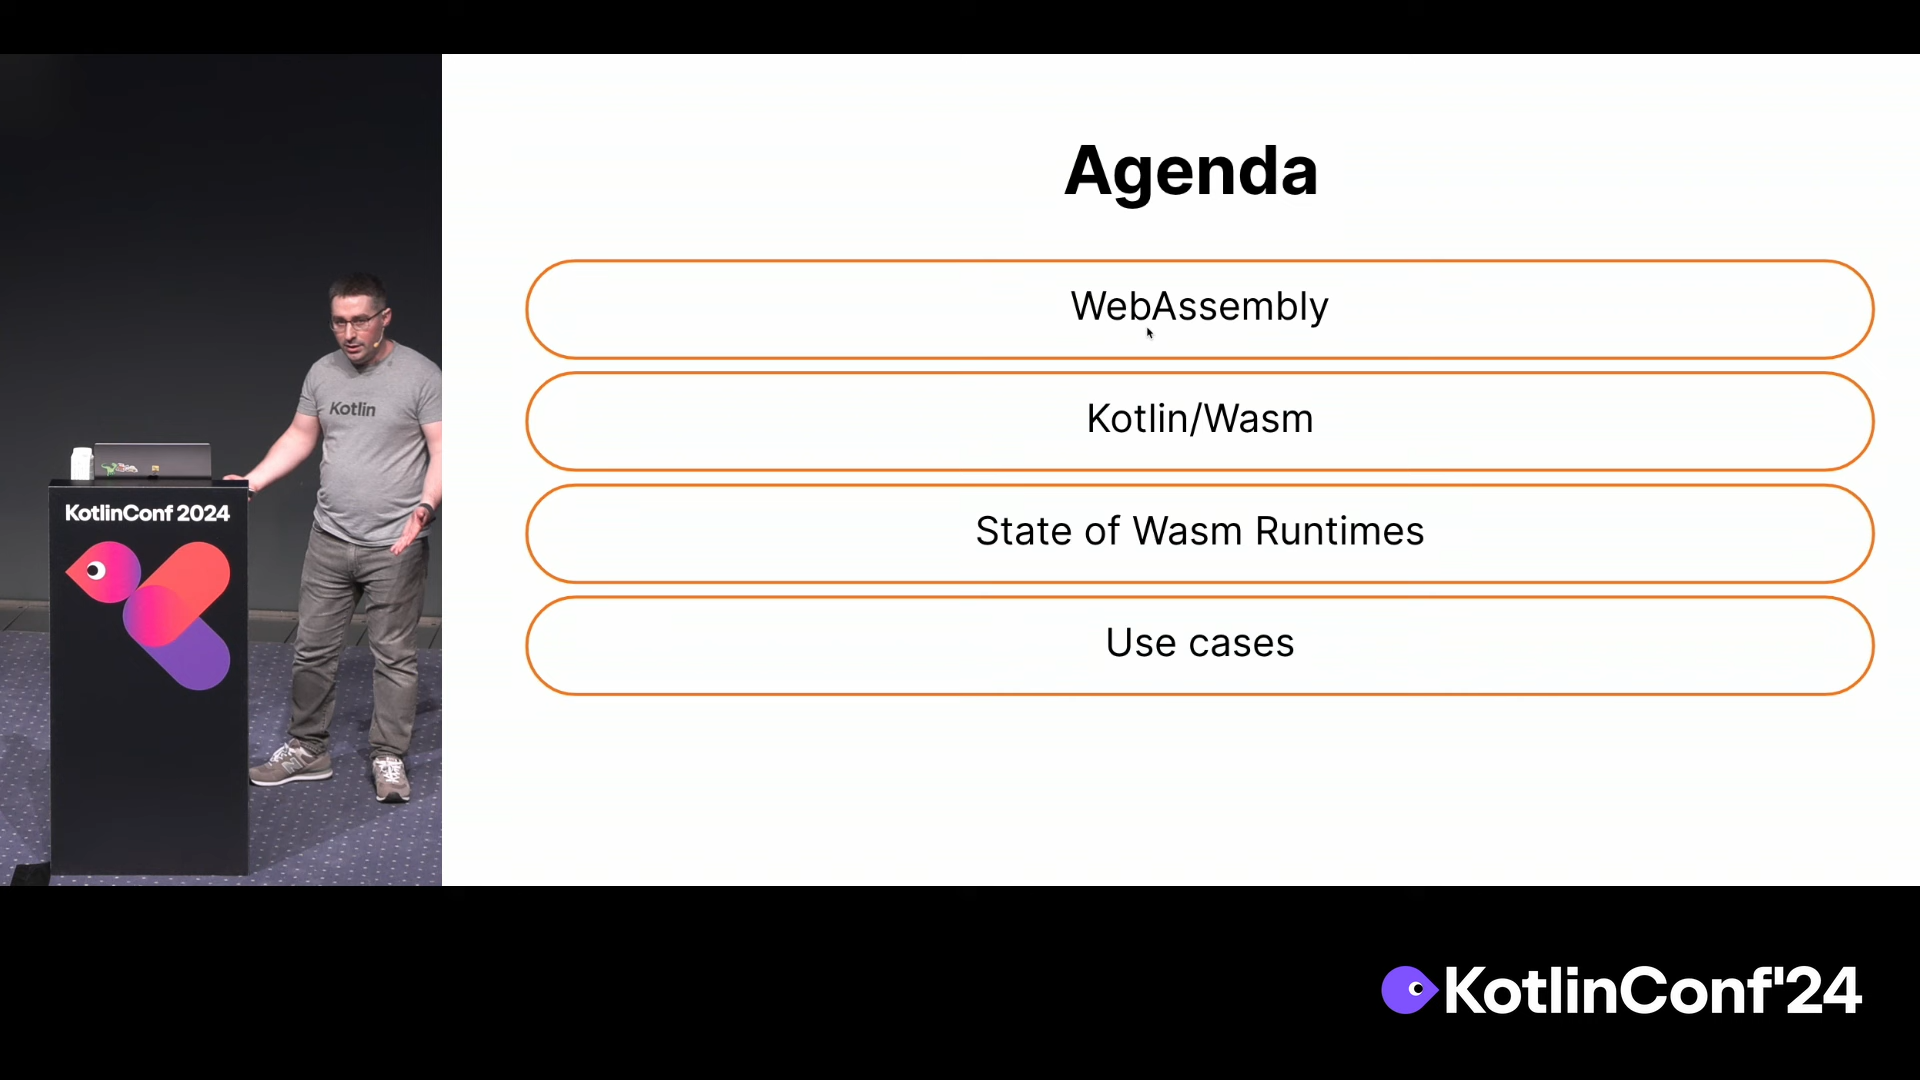 Agenda
WebAssembly
Kotlin/Wasm
State of Wasm Runtimes
Use cases
Kotlin
KotlinConf 2024
KotlinConf'24